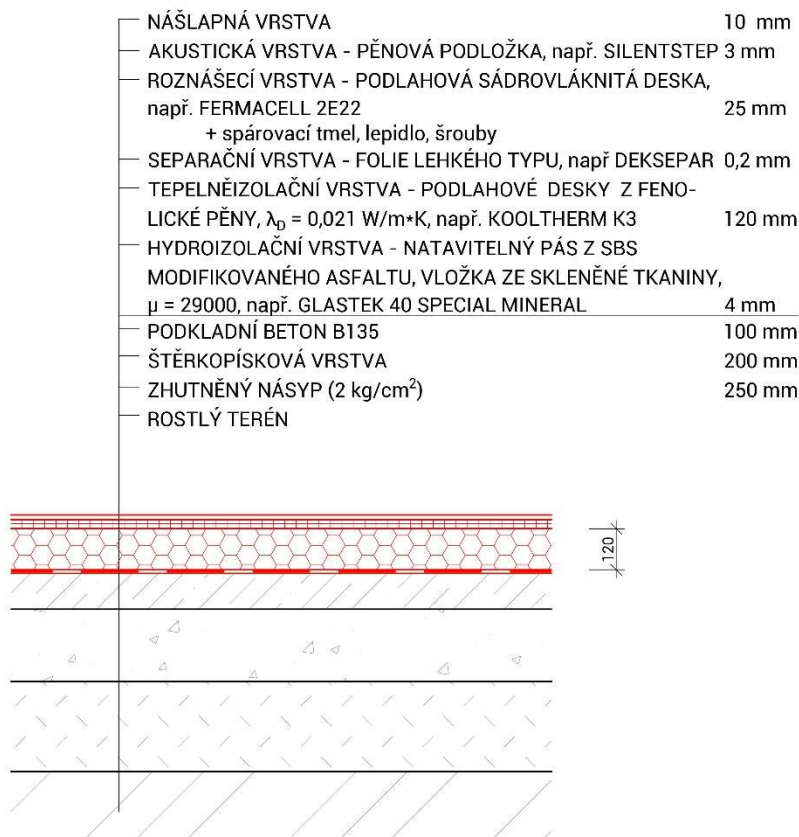 NÁŠLAPNÁ VRSTVA 10 mm
AKUSTICKÁ VRSTVA - PĚNOVÁ PODLOŽKA, např. SILENTSTEP 3 mm
ROZNÁŠECÍ VRSTVA - PODLAHOVÁ SÁDROVLÁKNITÁ DESKA,
např. FERMACELL 2E22 25 mm
+ spárovací tmel, lepidlo, šrouby
SEPARAČNÍ VRSTVA - FOLIE LEHKÉHO TYPU, např DEKSEPAR 0,2 mm
TEPELNĚIZOLAČNÍ VRSTVA - PODLAHOVÉ DESKY Z FENO-
LICKÉ PĚNY, λD = 0,021 W/m*K, např. KOOLTHERM K3 120 mm
HYDROIZOLAČNÍ VRSTVA - NATAVITELNÝ PÁS Z SBS
MODIFIKOVANÉHO ASFALTU, VLOŽKA ZE SKLENĚNÉ TKANINY,
μ = 29000, např. GLASTEK 40 SPECIAL MINERAL 4 mm
PODKLADNÍ BETON B135 100 mm
ŠTĚRKOPÍSKOVÁ VRSTVA 200 mm
ZHUTNĚNÝ NÁSYP (2 kg/cm²) 250 mm
ROSTLÝ TERÉN
120